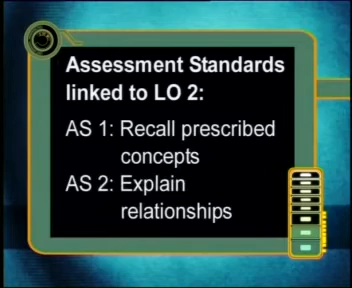 Assessment Standards
linked to LO 2:
AS 1: Recall prescribed
concepts
AS 2: Explain
relationships